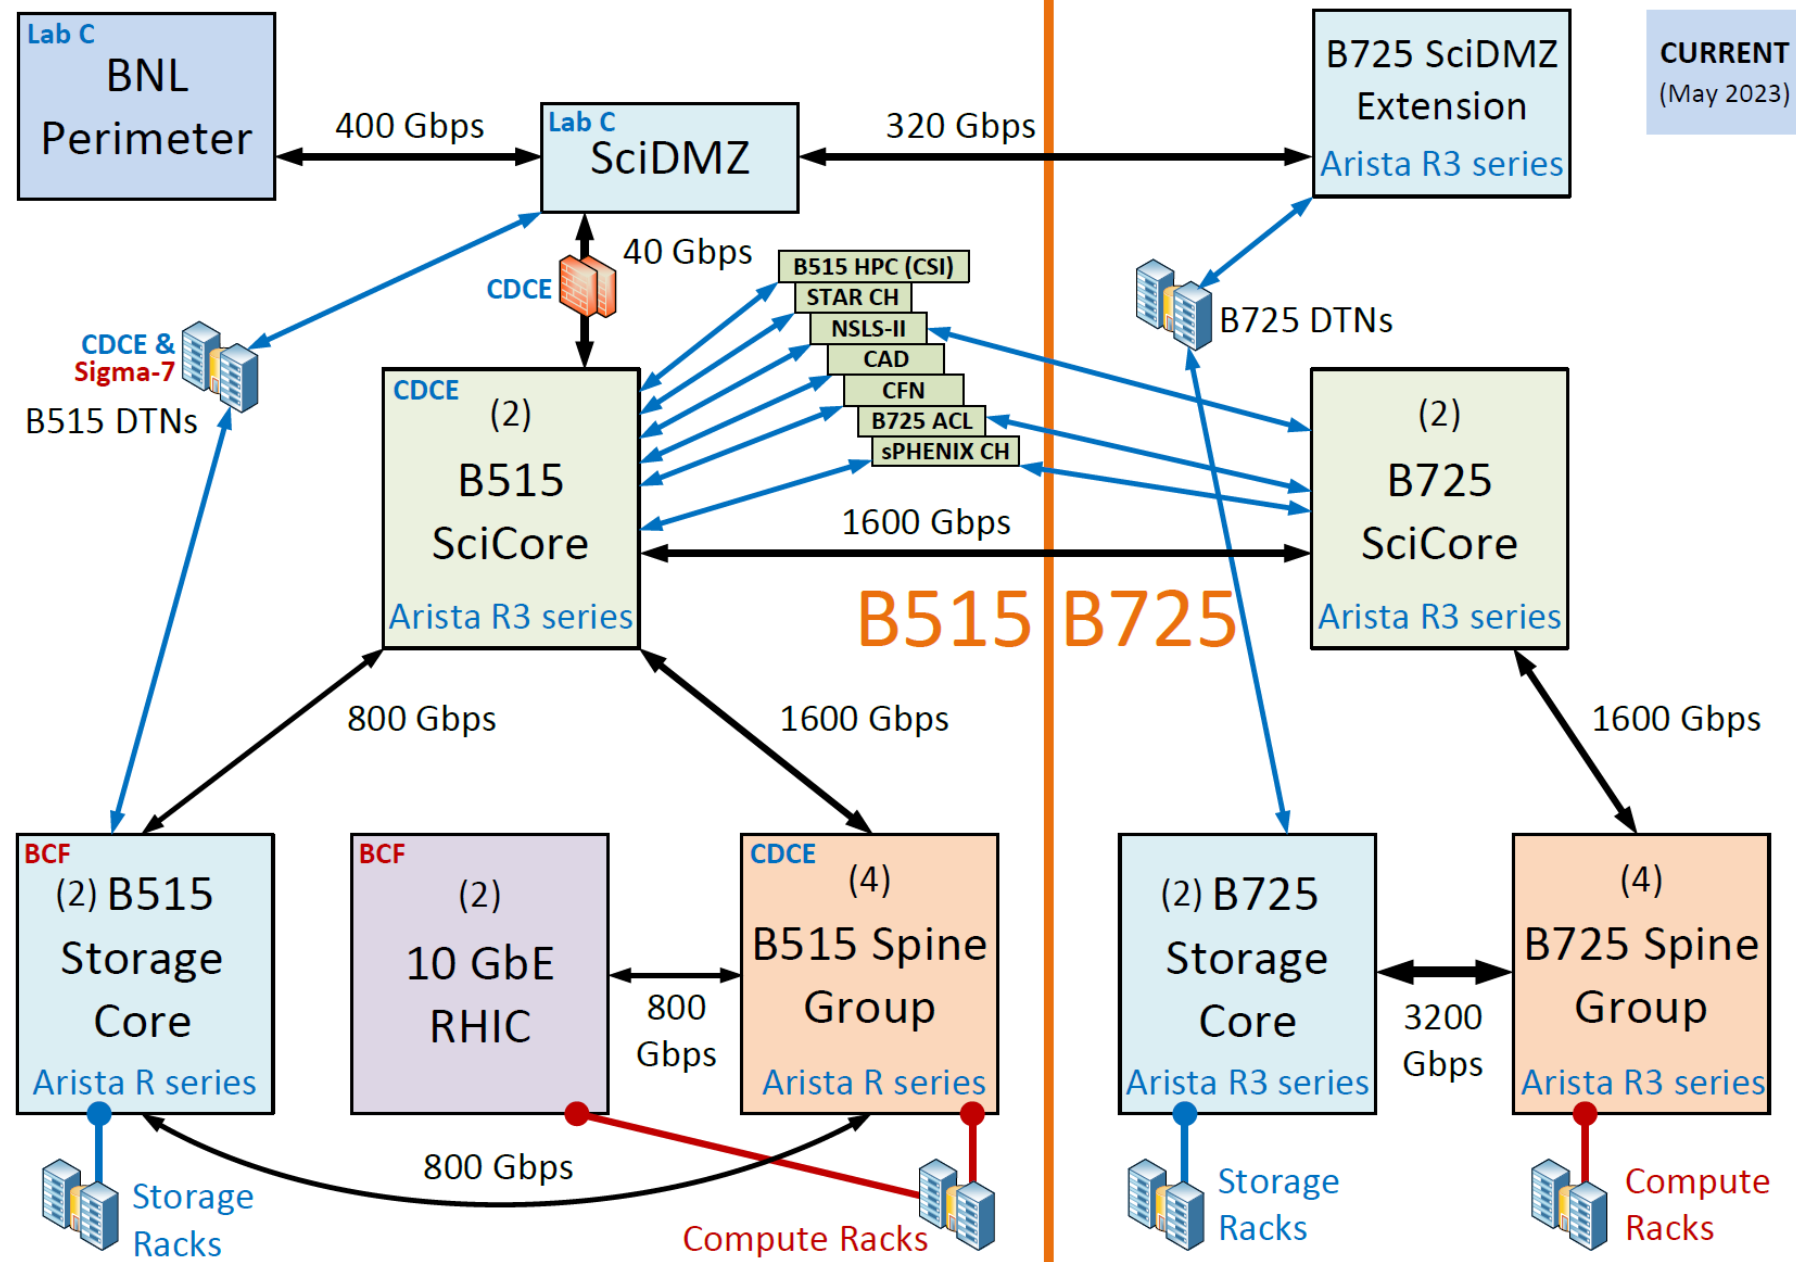 Lab C
BNL
Perimeter
400 Gbps
Lab C
SciDMZ
320 Gbps
B725 SciDMZ
Extension
Arista R3 series
CURRENT
(May 2023)
40 Gbps
CDCE
B515 HPC (CSI)
STAR CH
NSLS-II
CAD
CFN
B725 ACL
sPHENIX CH
B725 DTNs
CDCE &
Sigma-7
B515 DTNs
CDCE
(2)
B515
SciCore
Arista R3 series
1600 Gbps
(2)
B725
SciCore
Arista R3 series
B515
B725
800 Gbps
1600 Gbps
1600 Gbps
BCF
(2) B515
Storage
Core
Arista R series
BCF
(2)
10 GbE
RHIC
800
Gbps
CDCE
(4)
B515 Spine
Group
Arista R series
(2) B725
Storage
Core
Arista R3 series
3200
Gbps
(4)
B725 Spine
Group
Arista R3 series
800 Gbps
Storage
Racks
Compute Racks
Storage
Racks
Compute
Racks